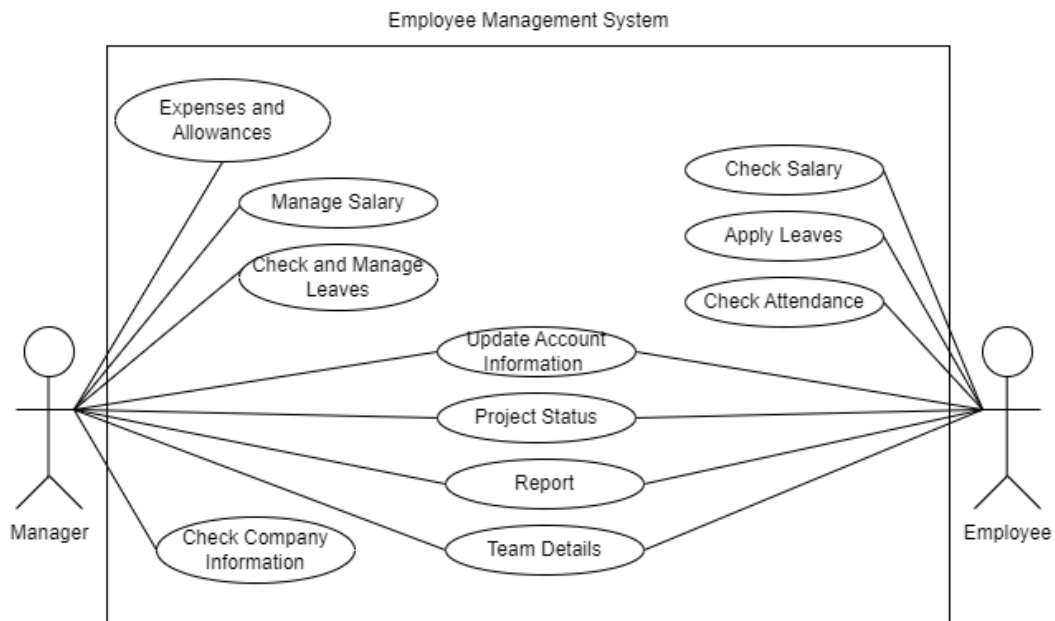 Employee Management System
Expenses and
Allowances
Manage Salary
Check and Manage
Leaves
Check Salary
Apply Leaves
Check Attendance
Update Account
Information
Project Status
Report
Team Details
Check Company
Information
Manager
Employee